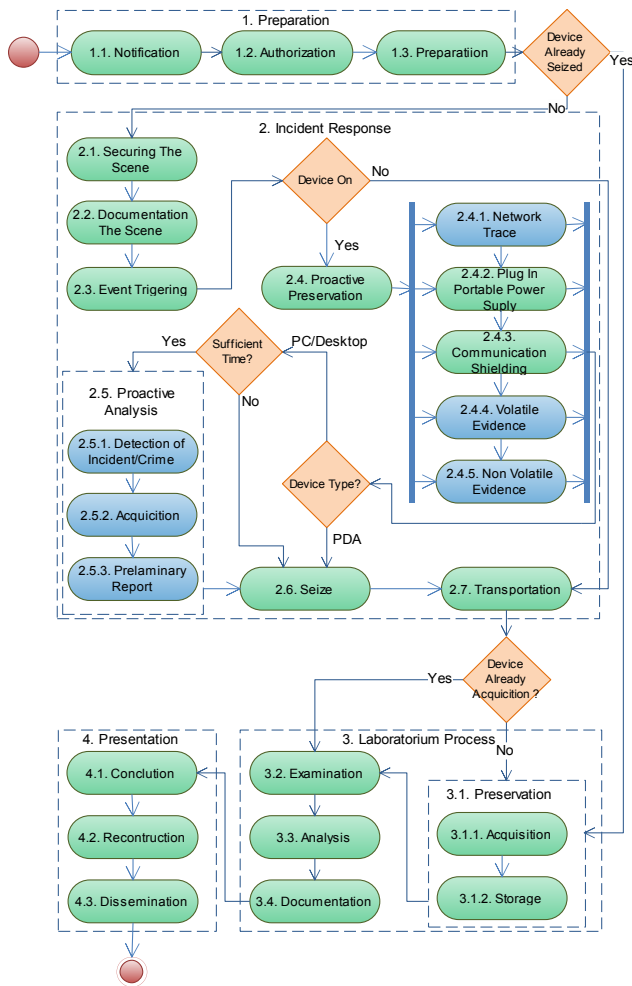 1. Preparation
1.1. Notification
1.2. Authorization
1.3. Preparation
Device
Already
Seized
Yes
No
2. Incident Response
2.1. Securing The
Scene
2.2. Documentation
The Scene
2.3. Event Trigering
Device On
No
Yes
2.4. Proactive
Preservation
2.4.1. Network
Trace
2.4.2. Plug In
Portable Power
Suply
2.4.3.
Communication
Shielding
2.4.4. Volatile
Evidence
2.4.5. Non Volatile
Evidence
Sufficient
Time?
Yes
PC/Desktop
No
2.5. Proactive
Analysis
2.5.1. Detection of
Incident/Crime
2.5.2. Acquicition
2.5.3. Prelaminary
Report
Device Type?
PDA
2.6. Seize
2.7. Transportation
Device
Already
Acquicition ?
Yes
No
3. Laboratorium Process
3.1. Preservation
3.1.1. Acquisition
3.1.2. Storage
3.2. Examination
3.3. Analysis
3.4. Documentation
4. Presentation
4.1. Conclution
4.2. Recontruction
4.3. Dissemination